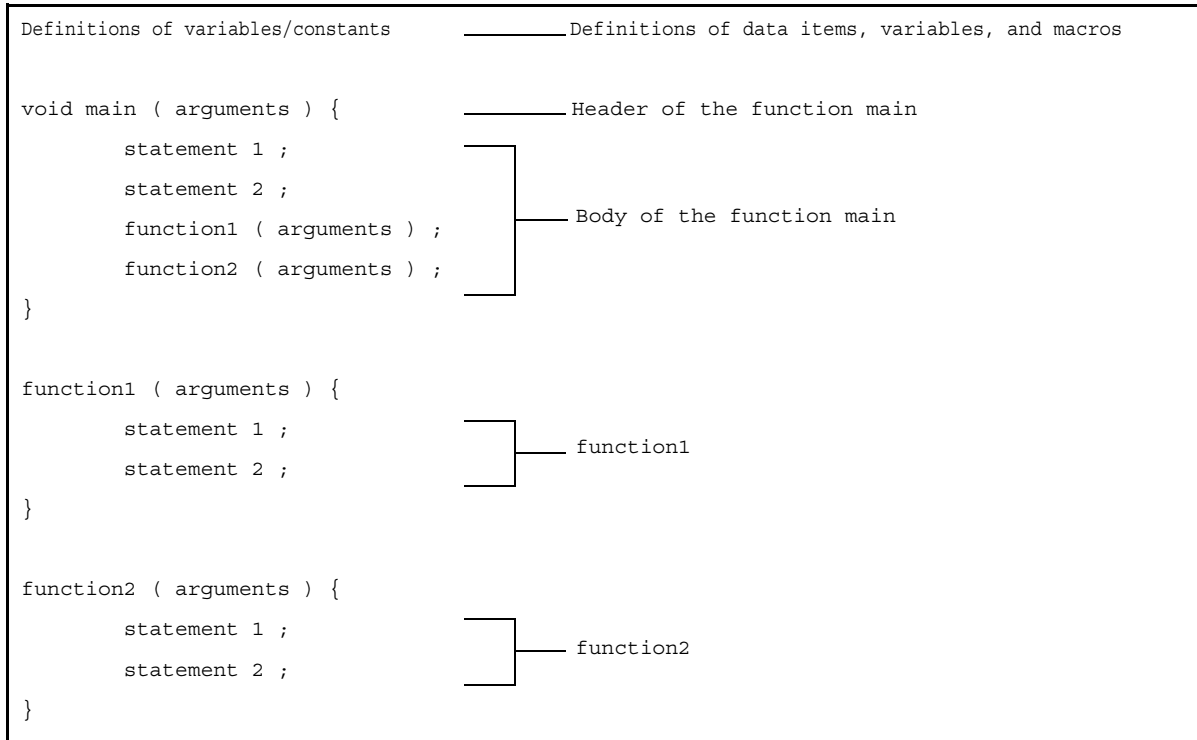 Definitions of variables/constants Definitions of data items, variables, and macros
void main ( arguments ) { Header of the function main
statement 1 ;
statement 2 ;
Body of the function main
function1 ( arguments ) ;
function2 ( arguments ) ;
}
function1 ( arguments ) {
statement 1 ;
function1
statement 2 ;
}
function2 ( arguments ) {
statement 1 ;
function2
statement 2 ;
}